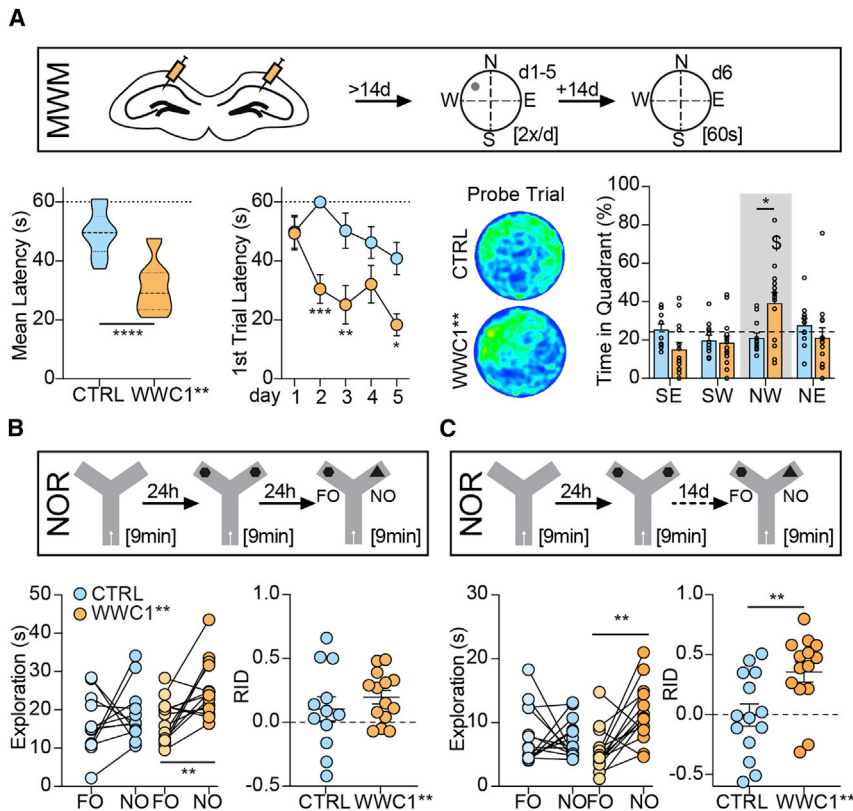 A
MWM
>14d
N
W
E
S
d1-5
[2x/d]
+14d
N
W
E
S
d6
[60s]
Mean Latency (s)
60
40
20
0
****
CTRL WWC1**
1st Trial Latency (s)
60
40
20
0
***
**
*
day 1 2 3 4 5
Probe Trial
CTRL
WWC1**
Time in Quadrant (%)
80
60
40
20
0
*
$
SE SW NW NE
B
NOR
[9min]
24h
[9min]
24h
FO NO
[9min]
Exploration (s)
50
40
30
20
10
0
CTRL
WWC1**
**
FO NO FO NO
RID
1.0
0.5
0.0
-0.5
CTRL WWC1**
C
NOR
[9min]
24h
[9min]
14d
FO NO
[9min]
Exploration (s)
30
20
10
0
**
FO NO FO NO
RID
1.0
0.5
0.0
-0.5
**
CTRL WWC1**